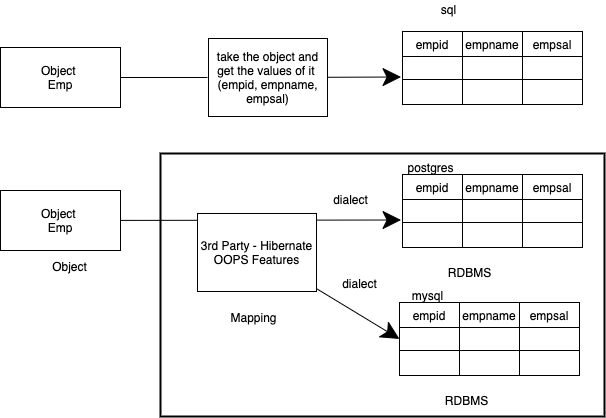 sql
Object
Emp
take the object and
get the values of it
(empid, empname,
empsal)
empid empname empsal
postgres
Object
Emp
Object
3rd Party - Hibernate
OOPS Features
Mapping
dialect
dialect
empid empname empsal
RDBMS
mysql
empid empname empsal
RDBMS